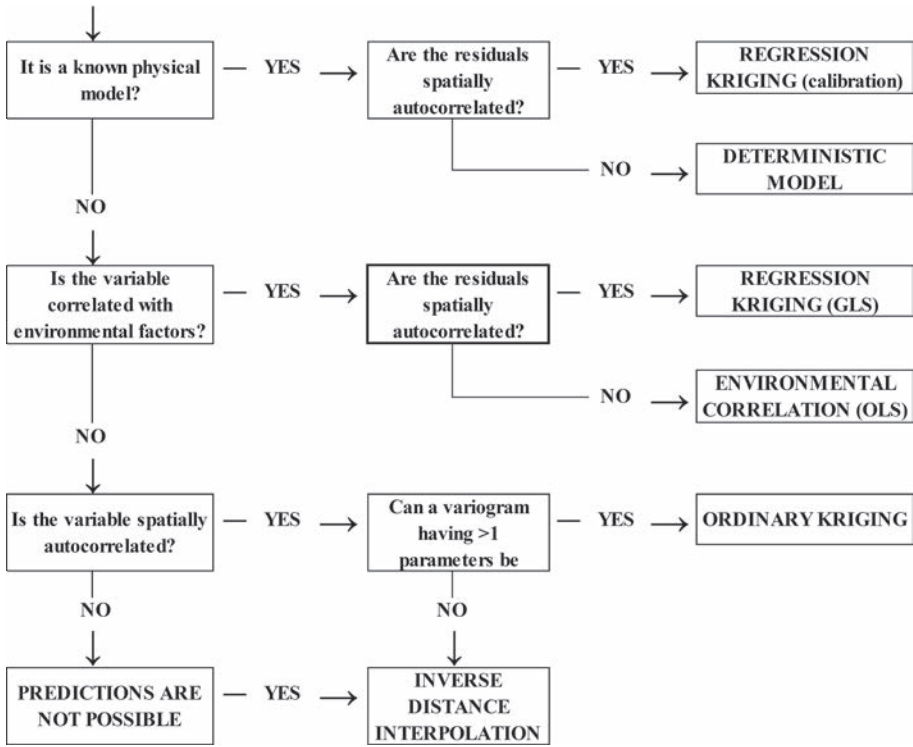 It is a known physical
model?
YES
Are the residuals
spatially
autocorrelated?
YES
REGRESSION
KRIGING (calibration)
NO
DETERMINISTIC
MODEL
NO
Is the variable
correlated with
environmental factors?
YES
Are the residuals
spatially
autocorrelated?
YES
REGRESSION
KRIGING (GLS)
NO
ENVIRONMENTAL
CORRELATION (OLS)
NO
Is the variable spatially
autocorrelated?
YES
Can a variogram
having >1
parameters be
YES
ORDINARY KRIGING
NO
NO
PREDICTIONS ARE
NOT POSSIBLE
YES
INVERSE
DISTANCE
INTERPOLATION